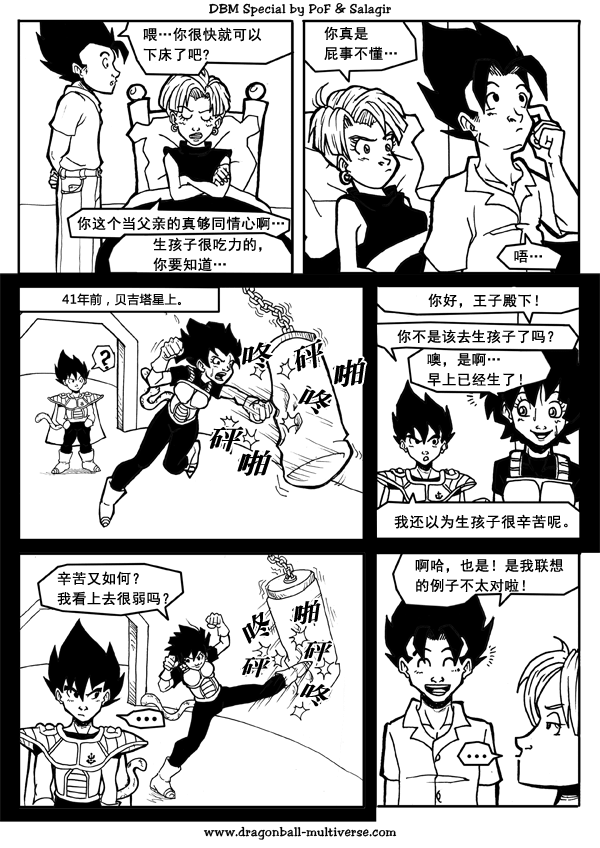 DBM Special by PoF & Salagir
喂…你很快就可以
下床了吧?
你这个当父亲的真够同情心啊…
生孩子很吃力的，
你要知道…
你真是
屁事不懂…
唔…
41年前，贝吉塔星上。
?
咚
砰
啪
咚
砰
啪
你好，王子殿下！
你不是该去生孩子了吗?
噢，是啊…
早上已经生了！
我还以为生孩子很辛苦呢。
辛苦又如何?
我看上去很弱吗?
...
咚
啪
砰
砰
咚
啊哈，也是！是我联想
的例子不太对啦！
...
www.dragonball-multiverse.com